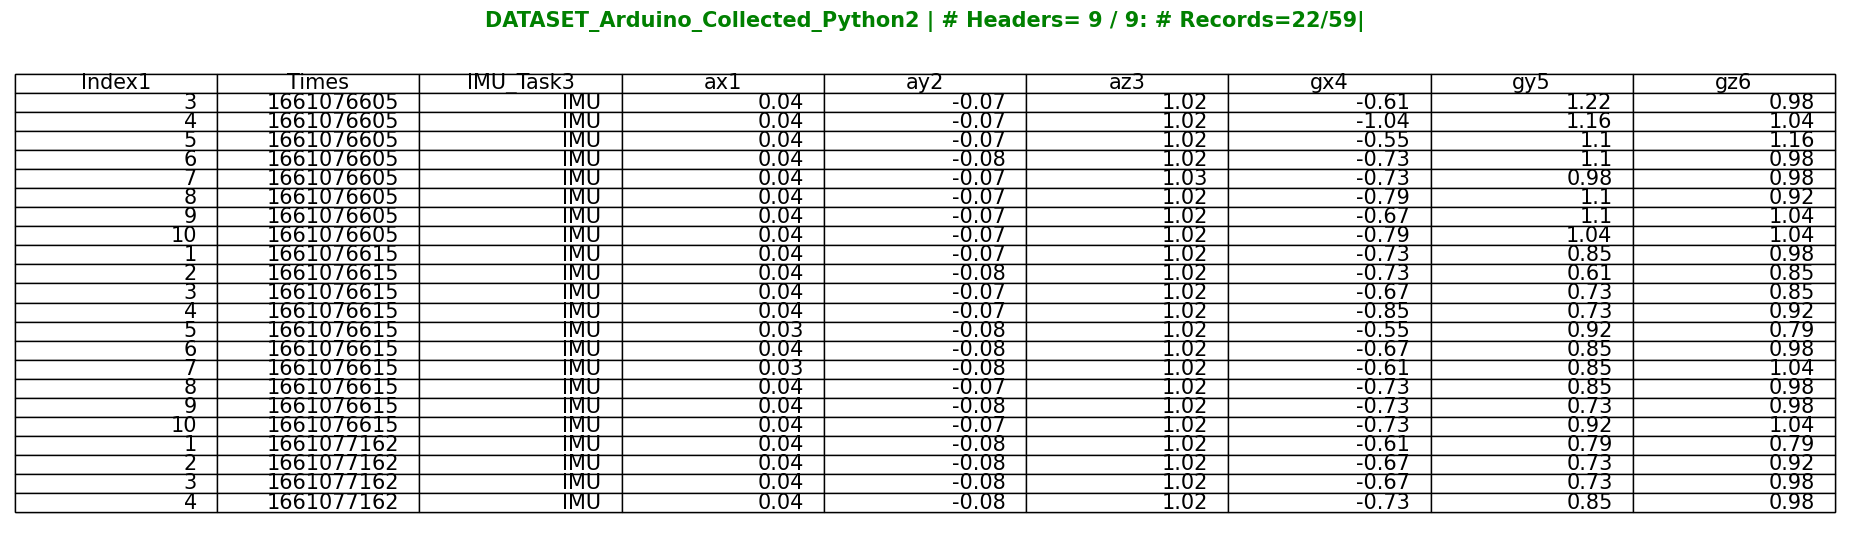 DATASET_Arduino_Collected_Python2 | # Headers= 9 / 9: # Records=22/59|
Index1 Times IMU_Task3 ax1 ay2 az3 gx4 gy5 gz6
3 1661076605 IMU 0.04 -0.07 1.02 -0.61 1.22 0.98
4 1661076605 IMU 0.04 -0.07 1.02 -1.04 1.16 1.04
5 1661076605 IMU 0.04 -0.07 1.02 -0.55 1.1 1.16
6 1661076605 IMU 0.04 -0.08 1.02 -0.73 1.1 0.98
7 1661076605 IMU 0.04 -0.07 1.03 -0.73 0.98 0.98
8 1661076605 IMU 0.04 -0.07 1.02 -0.79 1.1 0.92
9 1661076605 IMU 0.04 -0.07 1.02 -0.67 1.1 1.04
10 1661076605 IMU 0.04 -0.07 1.02 -0.79 1.04 1.04
1 1661076615 IMU 0.04 -0.07 1.02 -0.73 0.85 0.98
2 1661076615 IMU 0.04 -0.08 1.02 -0.73 0.61 0.85
3 1661076615 IMU 0.04 -0.07 1.02 -0.67 0.73 0.85
4 1661076615 IMU 0.04 -0.07 1.02 -0.85 0.73 0.92
5 1661076615 IMU 0.03 -0.08 1.02 -0.55 0.92 0.79
6 1661076615 IMU 0.04 -0.08 1.02 -0.67 0.85 0.98
7 1661076615 IMU 0.03 -0.08 1.02 -0.61 0.85 1.04
8 1661076615 IMU 0.04 -0.07 1.02 -0.73 0.85 0.98
9 1661076615 IMU 0.04 -0.08 1.02 -0.73 0.73 0.98
10 1661076615 IMU 0.04 -0.07 1.02 -0.73 0.92 1.04
1 1661077162 IMU 0.04 -0.08 1.02 -0.61 0.79 0.79
2 1661077162 IMU 0.04 -0.08 1.02 -0.67 0.73 0.92
3 1661077162 IMU 0.04 -0.08 1.02 -0.67 0.73 0.98
4 1661077162 IMU 0.04 -0.08 1.02 -0.73 0.85 0.98